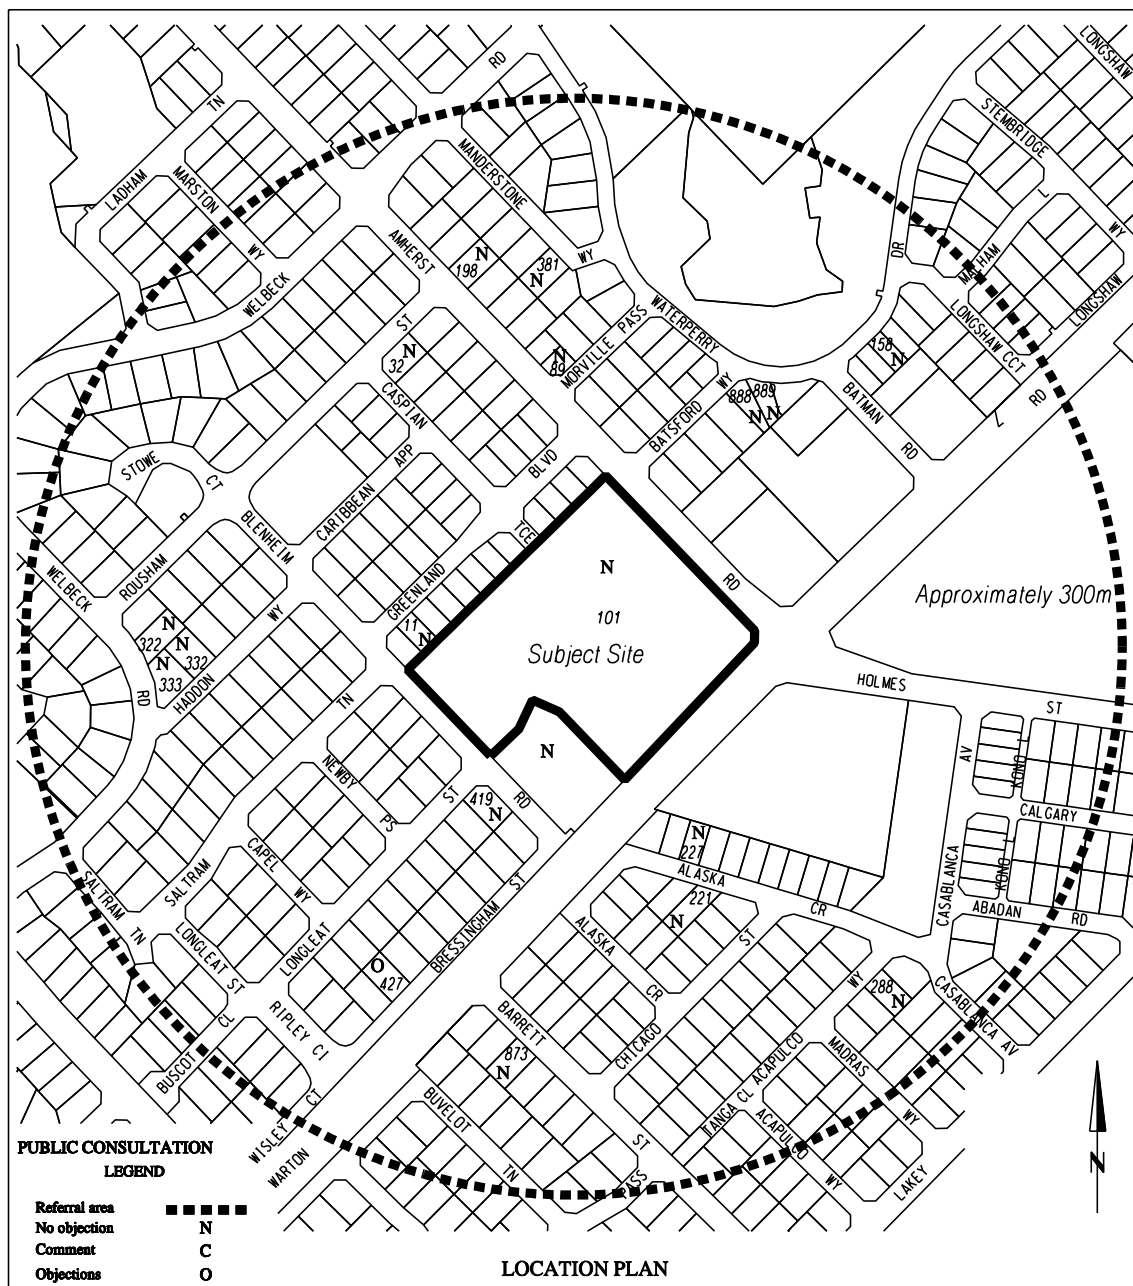 RD
LONGSHAW
STEMBRIDGE
TN
LADHAM
MARSTON
WY
MANDERSTONE
WY
WY
DR
MALHAM
LONGSHAW
WELBECK
AMHERST
N
198
381
N
WATERPERRY
LONGSHAW CCT
ST
N
32
N
89
MORVILLE PASS
158
N
RD
CASPIAN
BATSFORD WY
888 889
N N
BATMAN
RD
STOWE
CT
APP
BLVD
CARIBBEAN
BLENHEIM
TCE
GREENLAND
WELBECK
ROUSHAM
WY
N
RD
Approximately 300m
101
Subject Site
11
N
N
322
N
332
N
333
HADDON
RD
TN
HOLMES
ST
N
NEWBY
PS
ST
RD
419
N
AV
KONO L
CALGARY
N
227
ALASKA
CR
CASABLANCA
KONO L
ABADAN
RD
CAPEL
WY
SALTRAM
SALTRAM
TN
LONGLEAT ST
LONGLEAT
BRESSINGHAM
ST
221
N
ST
ALASKA
CR
O
427
WY
288
N
CASABLANCA AV
BUSCOT
CL
RIPLEY CI
BARRETT
873
N
CHICAGO
TANGA CL
ACAPULCO
MADRAS
WY
WISLEY
CT
BUVELOT
TN
ST
PASS
WY
LAKEY
WARTON
N
PUBLIC CONSULTATION
LEGEND
Referral area
No objection N
Comment C
Objections O
LOCATION PLAN